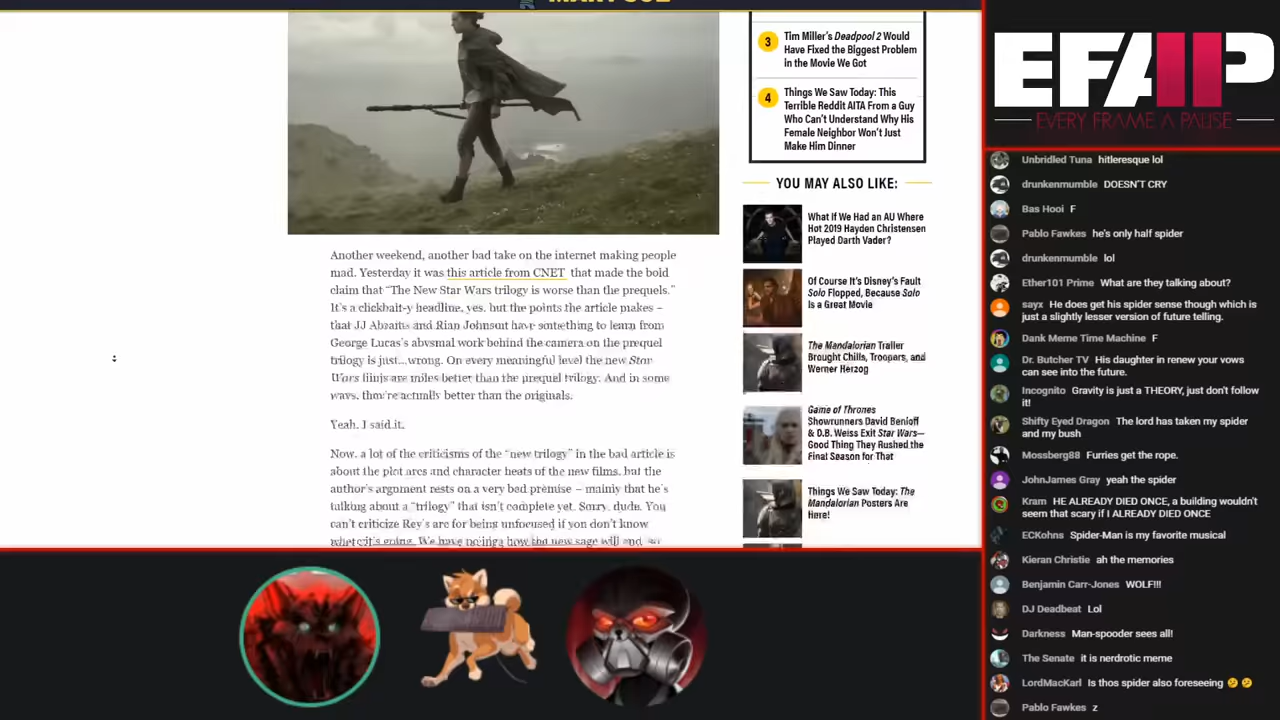 MARY SUE
3 Tim Miller's Deadpool 2 Would
Have Fixed the Biggest Problem
in the Movie We Got
4 Things We Saw Today: This
Terrible Reddit AITA From a Guy
Who Can't Understand Why His
Female Neighbor Won't Just
Make Him Dinner
YOU MAY ALSO LIKE:
What If We Had an AU Where
Hot 2019 Hayden Christensen
Played Darth Vader?
Of Course It's Disney's Fault
Solo Flopped, Because Solo
Is a Great Movie
The Mandalorian Trailer
Brought Chills, Troopers, and
Werner Herzog
Game of Thrones
Showrunners David Benioff
& D.B. Weiss Exit Star Wars—
Good Thing They Rushed the
Final Season for That
Things We Saw Today: The
Mandalorian Posters Are
Here!
Another weekend, another bad take on the internet making people
mad. Yesterday it was this article from CNET that made the bold
claim that "The New Star Wars trilogy is worse than the prequels."
It's a clickbait-y headline, yes, but the points the article makes –
that JJ Abrams and Rian Johnson have something to learn from
George Lucas's abysmal work behind the camera on the prequel
trilogy is just...wrong. On every meaningful level the new Star
Wars films are miles better than the prequel trilogy. And in some
ways, they're actually better than the originals.
Yeah. I said it.
Now, a lot of the criticisms of the "new trilogy" in the bad article is
about the plot arcs and character beats of the new films, but the
author's argument rests on a very bad premise – mainly that he's
talking about a "trilogy" that isn't complete yet. Sorry, dude. You
can't criticize Rey's arc for being unfocused if you don't know
EFAP
EVERY FRAME A PAUSE
Unbridled Tuna hitleresque lol
drunkenmumble DOESN'T CRY
Bas Hooi F
Pablo Fawkes he's only half spider
drunkenmumble lol
Ether101 Prime What are they talking about?
sayx He does get his spider sense though which is
just a slightly lesser version of future telling.
Dank Meme Time Machine F
Dr. Butcher TV His daughter in renew your vows
can see into the future.
Incognito Gravity is just a THEORY, just don't follow
it!
Shifty Eyed Dragon The lord has taken my spider
and my bush
Mossberg88 Furries get the rope.
JohnJames Gray yeah the spider
Kram HE ALREADY DIED ONCE, a building wouldn't
seem that scary if I ALREADY DIED ONCE
ECKohns Spider-Man is my favorite musical
Kieran Christie ah the memories
Benjamin Carr-Jones WOLF!!!
DJ Deadbeat Lol
Darkness Man-spooder sees all!
The Senate it is nerdrotic meme
LordMacKarl Is thos spider also foreseeing 🤔 🤔
Pablo Fawkes z